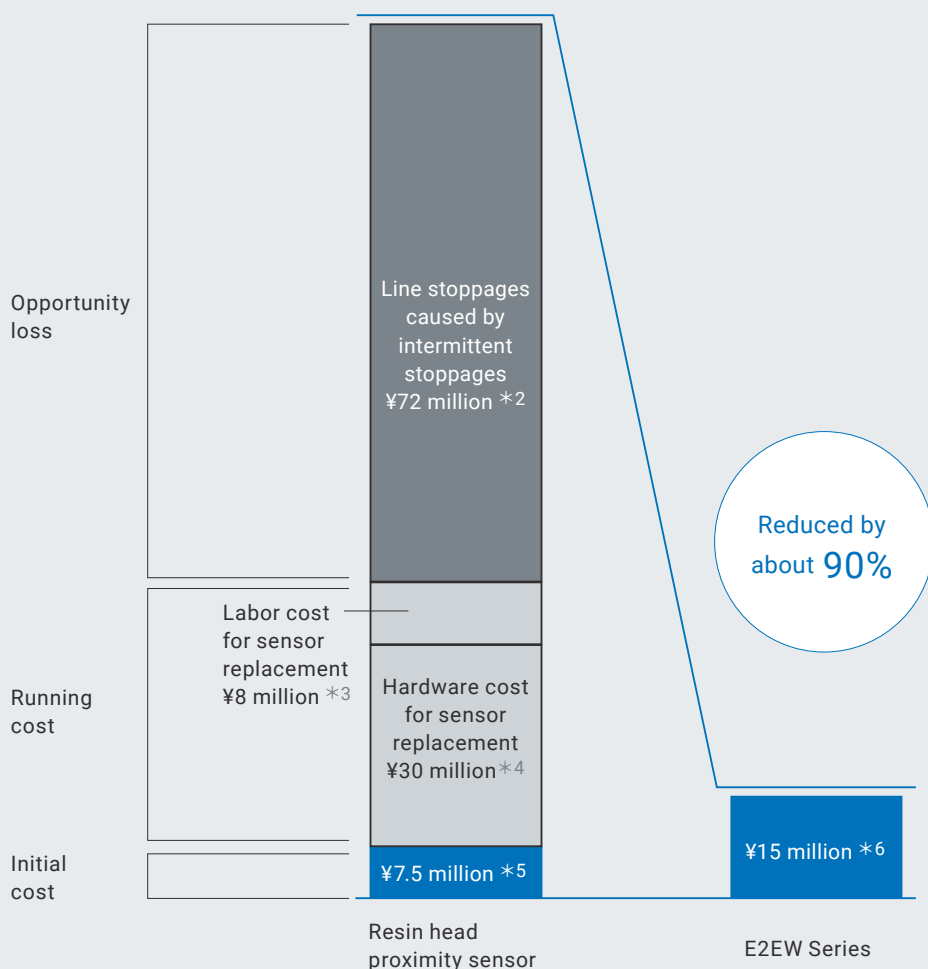 Opportunity
loss
Line stoppages
caused by
intermittent
stoppages
¥72 million *2
Reduced by
about 90%
Running
cost
Labor cost
for sensor
replacement
¥8 million *3
Hardware cost
for sensor
replacement
¥30 million*4
Initial
cost
¥7.5 million *5
¥15 million *6
Resin head
proximity sensor
E2EW Series